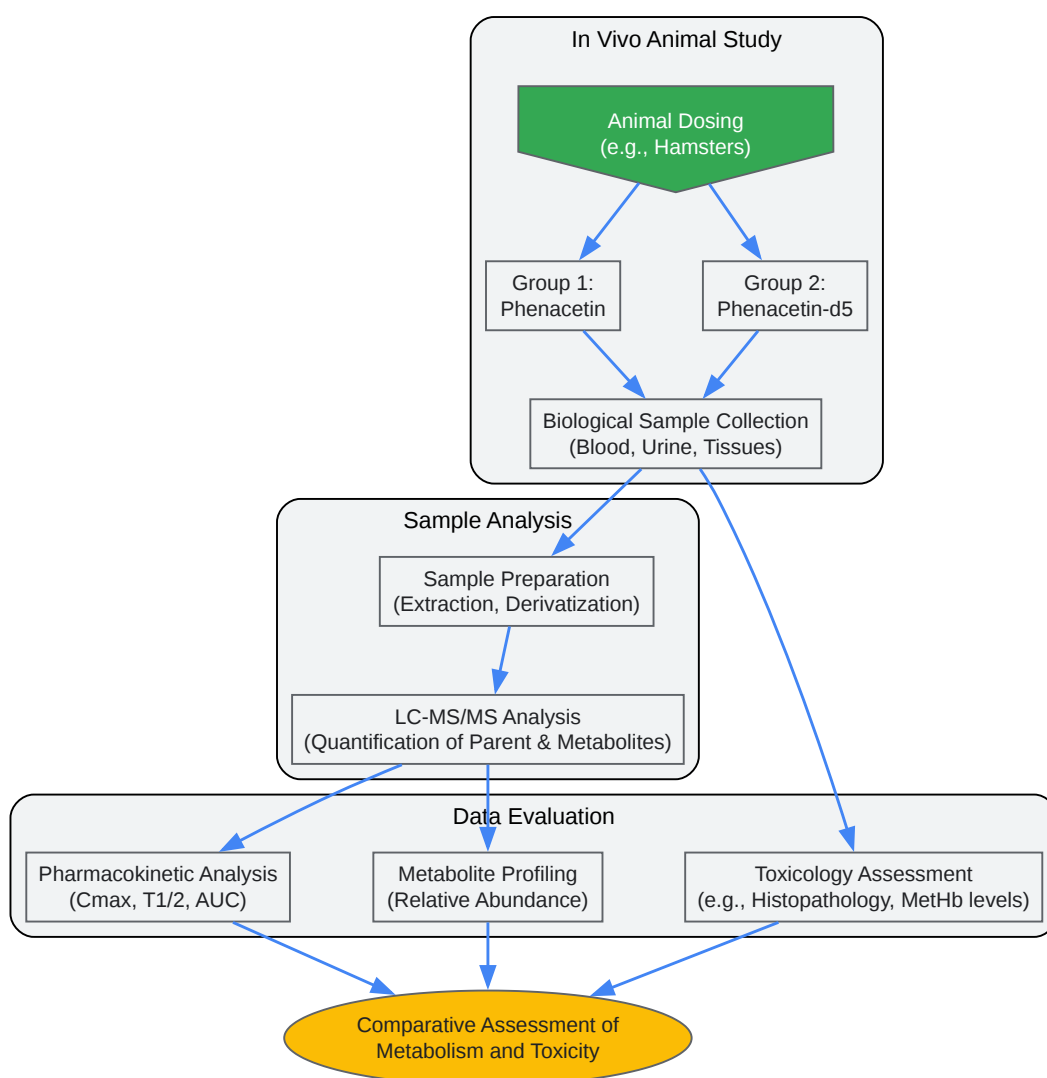 In Vivo Animal Study
Animal Dosing
(e.g., Hamsters)
Group 1:
Phenacetin
Group 2:
Phenacetin-d5
Biological Sample Collection
(Blood, Urine, Tissues)
Sample Analysis
Sample Preparation
(Extraction, Derivatization)
LC-MS/MS Analysis
(Quantification of Parent & Metabolites)
Data Evaluation
Pharmacokinetic Analysis
(Cmax, T1/2, AUC)
Metabolite Profiling
(Relative Abundance)
Toxicology Assessment
(e.g., Histopathology, MetHb levels)
Comparative Assessment of
Metabolism and Toxicity